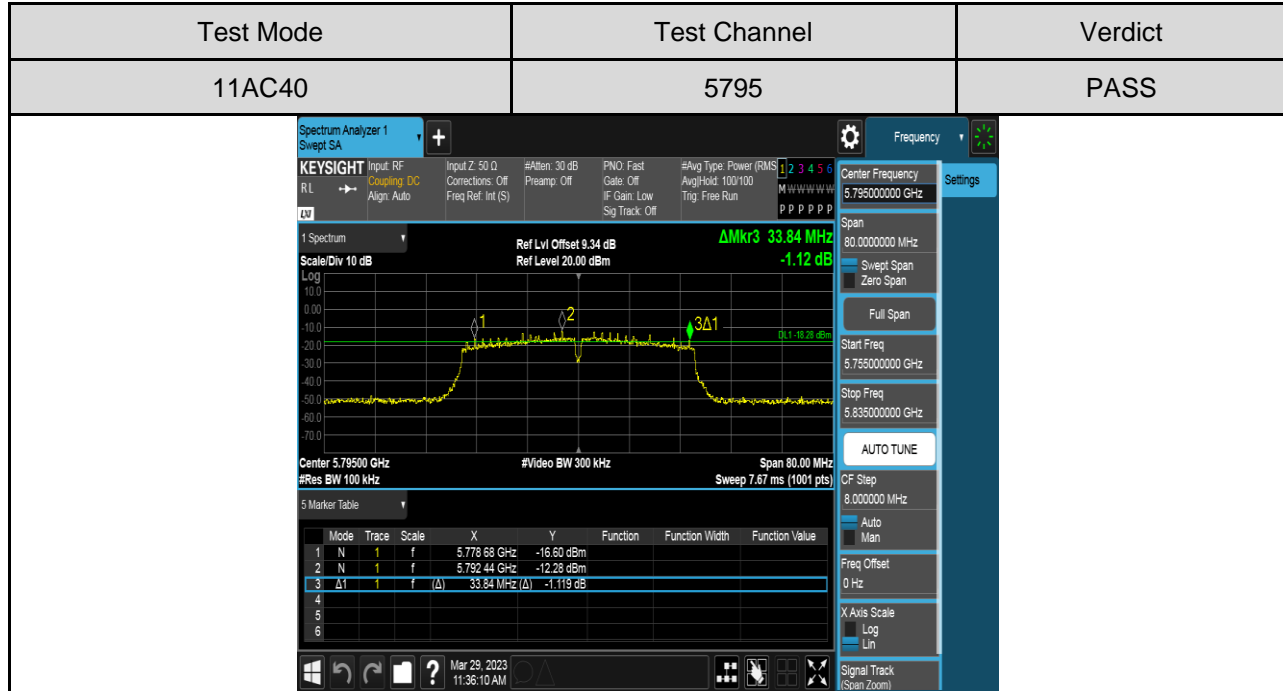 Test Mode Test Channel Verdict
11AC40 5795 PASS
Spectrum Analyzer 1
Swept SA
+
Frequency
KEYSIGHT Input: RF Input Z: 50 Ω #Atten: 30 dB PNO: Fast #Avg Type: Power (RMS 1 2 3 4 5 6
RL Coupling: DC Corrections: Off Preamp: Off Gate: Off Avg|Hold: 100/100 M W W W W W
Align: Auto Freq Ref: Int (S) IF Gain: Low Trig: Free Run
LXI Sig Track: Off P P P P P P
1 Spectrum Ref Lvl Offset 9.34 dB ΔMkr3 33.84 MHz
Scale/Div 10 dB Ref Level 20.00 dBm -1.12 dB
Log
10.0
0.00
-10.0
-20.0
-30.0
-40.0
-50.0
-60.0
-70.0
1 2 3Δ1
DL1 -18.28 dBm
Center 5.79500 GHz #Video BW 300 kHz Span 80.00 MHz
#Res BW 100 kHz Sweep 7.67 ms (1001 pts)
5 Marker Table
Mode Trace Scale X Y Function Function Width Function Value
1 N 1 f 5.778 68 GHz -16.60 dBm
2 N 1 f 5.792 44 GHz -12.28 dBm
3 Δ1 1 f (Δ) 33.84 MHz (Δ) -1.119 dB
4
5
6
? Mar 29, 2023
11:36:10 AM
Center Frequency
5.795000000 GHz
Settings
Span
80.0000000 MHz
Swept Span
Zero Span
Full Span
Start Freq
5.755000000 GHz
Stop Freq
5.835000000 GHz
AUTO TUNE
CF Step
8.000000 MHz
Auto
Man
Freq Offset
0 Hz
X Axis Scale
Log
Lin
Signal Track
(Span Zoom)